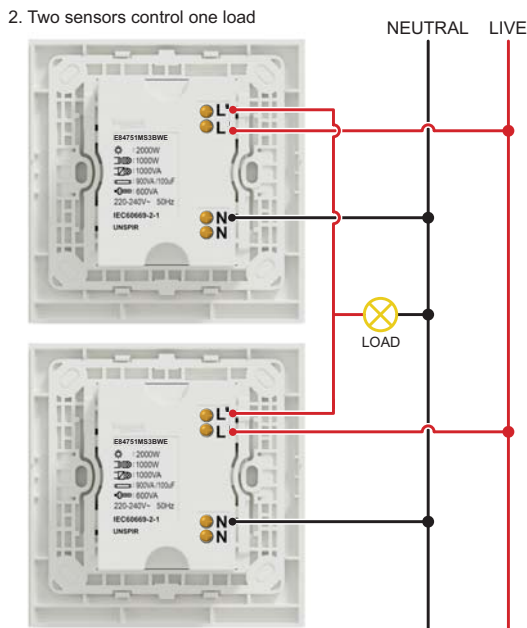 2. Two sensors control one load
NEUTRAL LIVE
L'
L
E84751MS3BWE
: 2000W
: 1000W
: 1000VA
: 900VA /100uF
: 600VA
220-240V~ 50Hz
IEC60669-2-1
UNSPIR
N
N
LOAD
L'
L
E84751MS3BWE
: 2000W
: 1000W
: 1000VA
: 900VA /100uF
: 600VA
220-240V~ 50Hz
IEC60669-2-1
UNSPIR
N
N